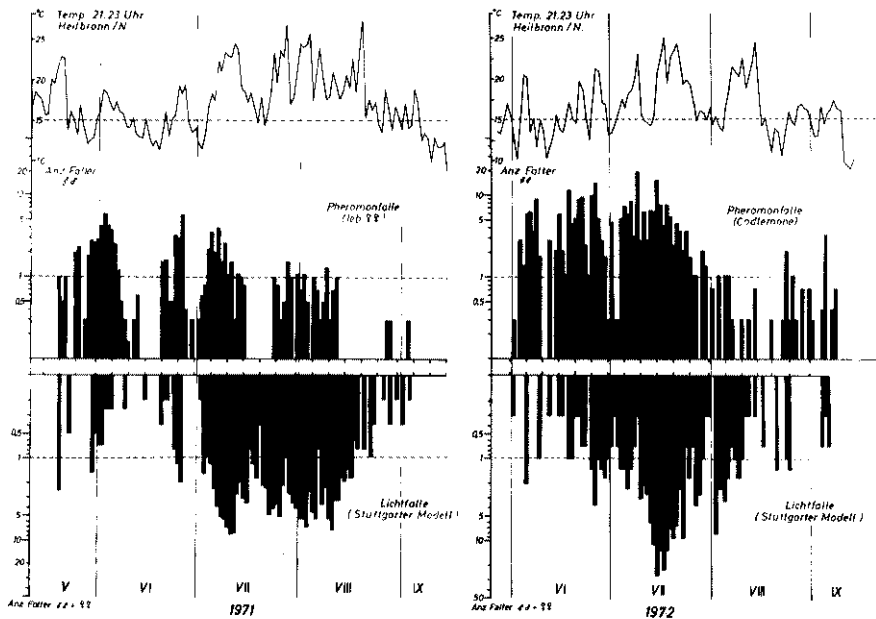 °C
Temp. 21.23 Uhr
Heilbronn /N.
25
20
15
°C
10
20
Anz Falter
♂♂
10
5
Pheromonfalle
1
0,5
0,5
1
5
10
20
Lichtfalle
(Stuttgarter Modell)
V
VI
VII
VIII
IX
Anz Falter ♂♂ + ♀♀
1971
°C
Temp. 21.23 Uhr
Heilbronn /N.
25
20
15
°C
10
20
Anz Falter
♂♂
10
5
Pheromonfalle
(Codlemone)
1
0,5
0,5
1
5
10
50
Lichtfalle
(Stuttgarter Modell)
VI
VII
VIII
IX
Anz Falter ♂♂ + ♀♀
1972